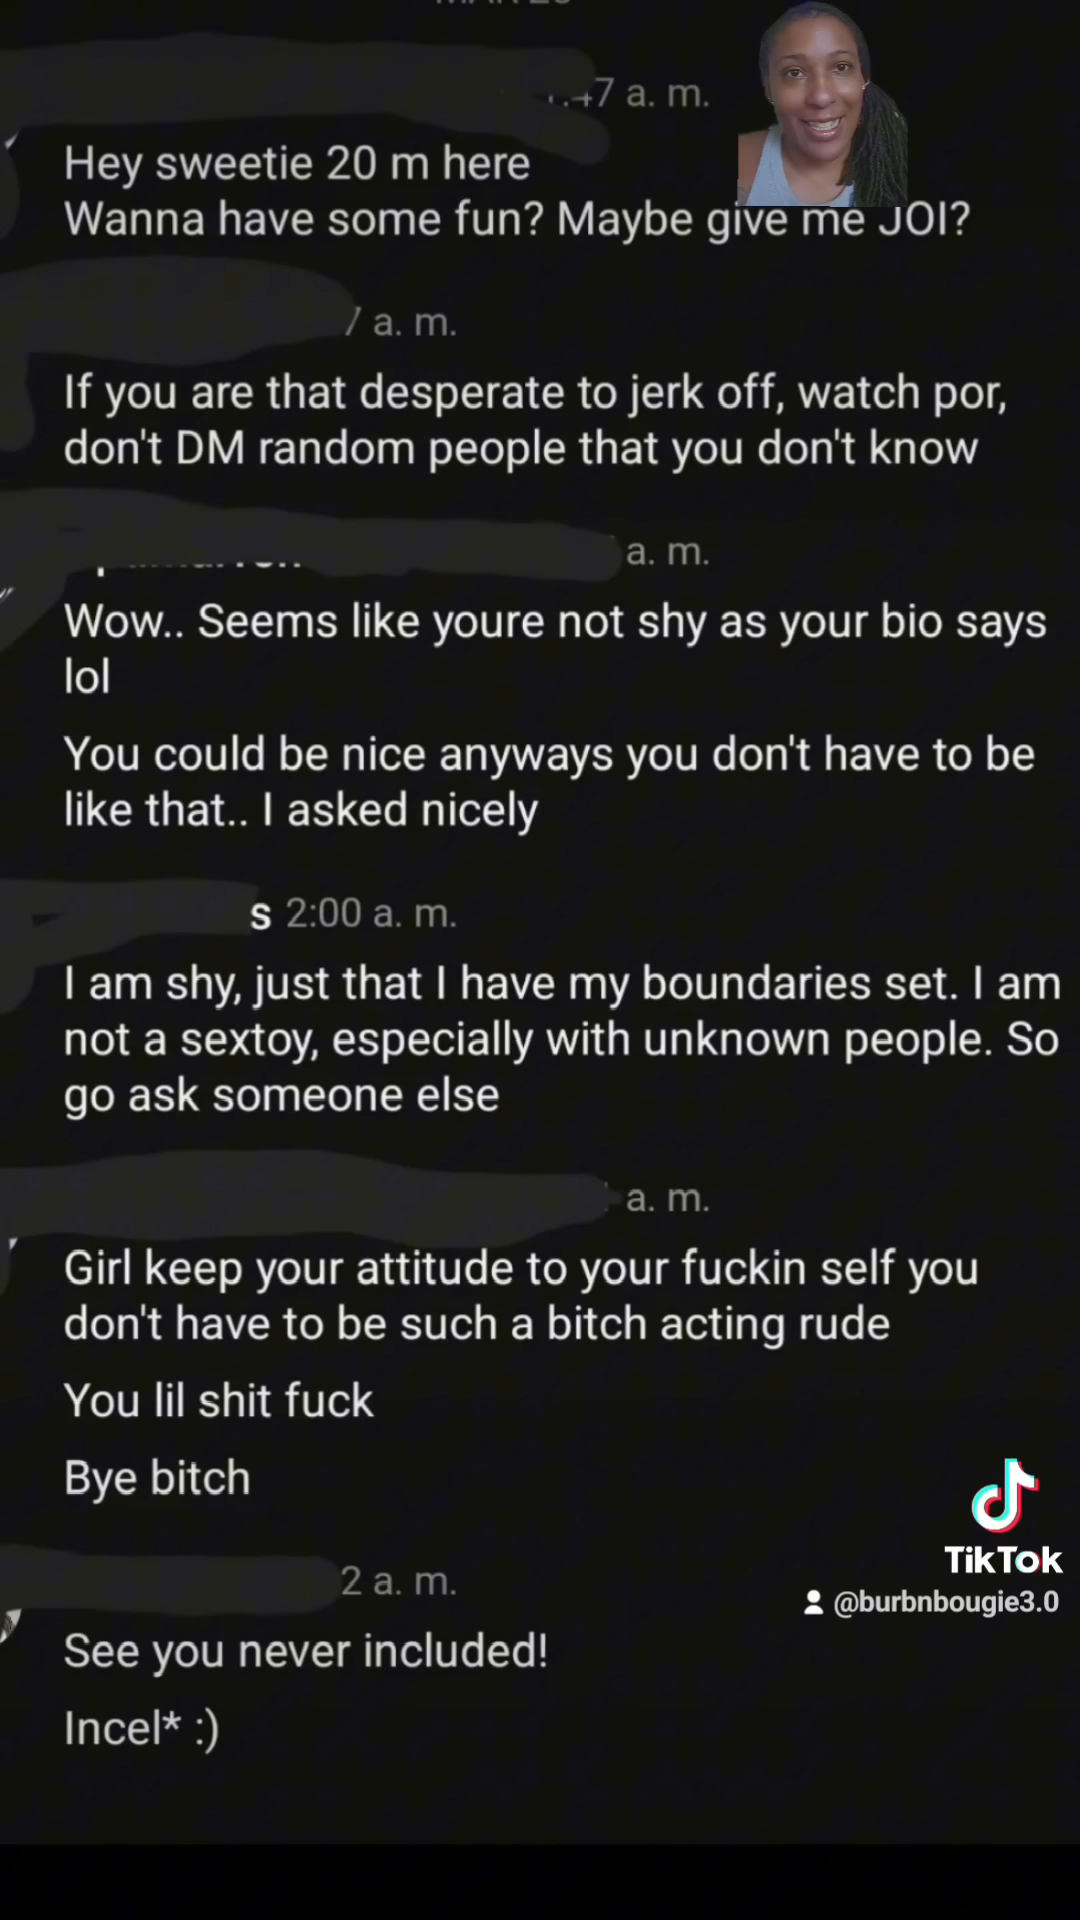 a. m.
Hey sweetie 20 m here
Wanna have some fun? Maybe give me JOI?
a. m.
If you are that desperate to jerk off, watch por,
don't DM random people that you don't know
a. m.
Wow.. Seems like youre not shy as your bio says
lol
You could be nice anyways you don't have to be
like that.. I asked nicely
s 2:00 a. m.
I am shy, just that I have my boundaries set. I am
not a sextoy, especially with unknown people. So
go ask someone else
a. m.
Girl keep your attitude to your fuckin self you
don't have to be such a bitch acting rude
You lil shit fuck
Bye bitch
TikTok
2 a. m.
@burbnbougie3.0
See you never included!
Incel* :)